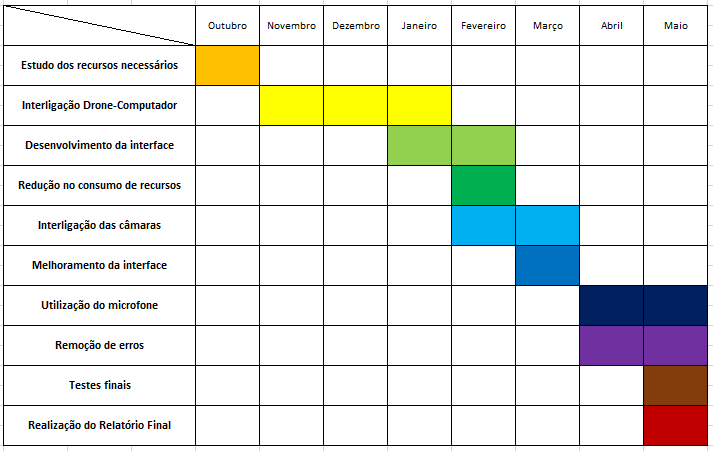 Outubro Novembro Dezembro Janeiro Fevereiro Março Abril Maio
Estudo dos recursos necessários
Interligação Drone-Computador
Desenvolvimento da interface
Redução no consumo de recursos
Interligação das câmaras
Melhoramento da interface
Utilização do microfone
Remoção de erros
Testes finais
Realização do Relatório Final